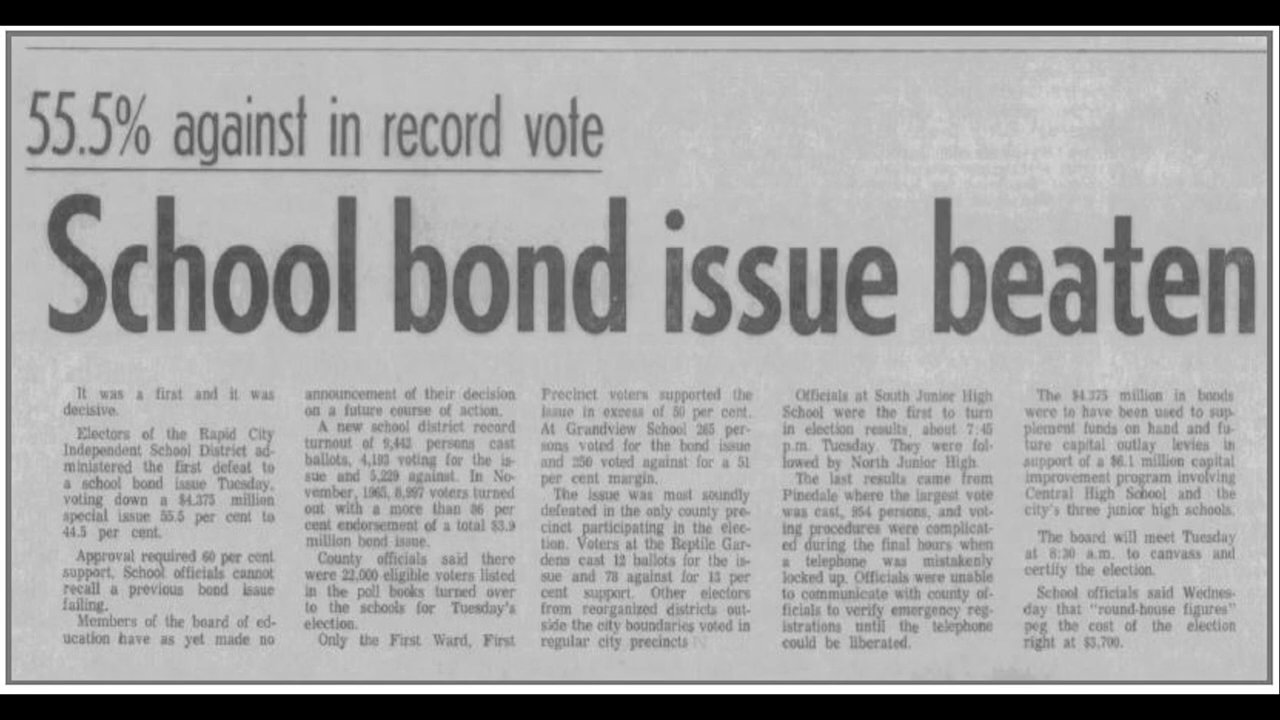 55.5% against in record vote
School bond issue beaten
It was a first and it was
decisive.
Electors of the Rapid City
Independent School District ad-
ministered the first defeat to
a school bond issue Tuesday,
voting down a $4.375 million
special issue 55.5 per cent to
44.5 per cent.
Approval required 60 per cent
support. School officials cannot
recall a previous bond issue
failing.
Members of the board of ed-
ucation have as yet made no
announcement of their decision
on a future course of action.
A new school district record
turnout of 9,442 persons cast
ballots, 4,193 voting for the is-
sue and 5,229 against. In No-
vember, 1965, 8,997 voters turned
out with a more than 86 per
cent endorsement of a total $3.9
million bond issue.
County officials said there
were 22,000 eligible voters listed
in the poll books turned over
to the schools for Tuesday's
election.
Only the First Ward, First
Precinct voters supported the
issue in excess of 50 per cent.
At Grandview School 265 per-
sons voted for the bond issue
and 250 voted against for a 51
per cent margin.
The issue was most soundly
defeated in the only county pre-
cinct participating in the elec-
tion. Voters at the Reptile Gar-
dens cast 12 ballots for the is-
sue and 78 against for 13 per
cent support. Other electors
from reorganized districts out-
side the city boundaries voted in
regular city precincts
Officials at South Junior High
School were the first to turn
in election results, about 7:45
p.m. Tuesday. They were fol-
lowed by North Junior High.
The last results came from
Pinedale where the largest vote
was cast, 954 persons, and vot-
ing procedures were complicat-
ed during the final hours when
a telephone was mistakenly
locked up. Officials were unable
to communicate with county of-
ficials to verify emergency reg-
istrations until the telephone
could be liberated.
The $4.375 million in bonds
were to have been used to sup-
plement funds on hand and fu-
ture capital outlay levies in
support of a $6.1 million capital
improvement program involving
Central High School and the
city's three junior high schools.
The board will meet Tuesday
at 8:30 a.m. to canvass and
certify the election.
School officials said Wednes-
day that "round-house figures"
peg the cost of the election
right at $3,700.